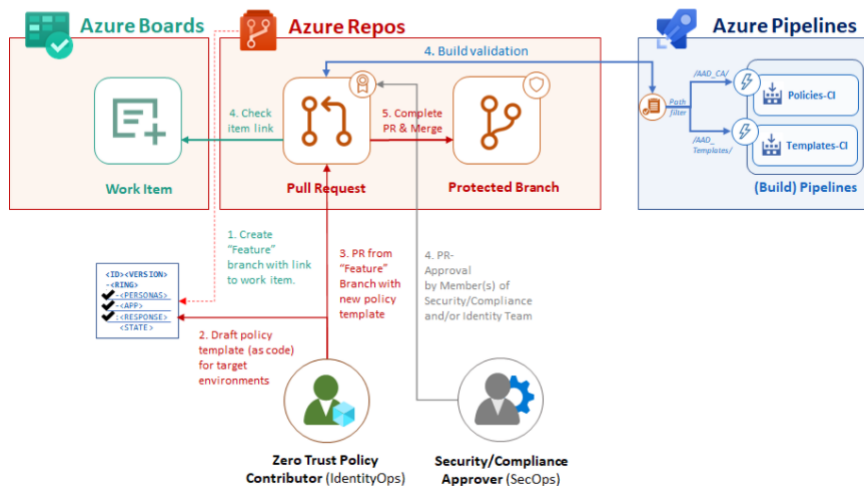 Azure Boards
Azure Repos
Azure Pipelines
4. Build validation
/AAD_CA/
Path
filter
/AAD_
Templates/
Policies-CI
Templates-CI
(Build) Pipelines
4. Check
item link
5. Complete
PR & Merge
Work Item
Pull Request
Protected Branch
1. Create
“Feature”
branch with link
to work item.
3. PR from
“Feature”
Branch with
new policy
template
4. PR-
Approval
by Member(s) of
Security/Compliance
and/or Identity Team
<ID><VERSION>
-<RING>
-<PERSONAS>
-<APP>
:<RESPONSE>
<STATE>
2. Draft policy
template (as code)
for target
environments
Zero Trust Policy
Contributor (IdentityOps)
Security/Compliance
Approver (SecOps)